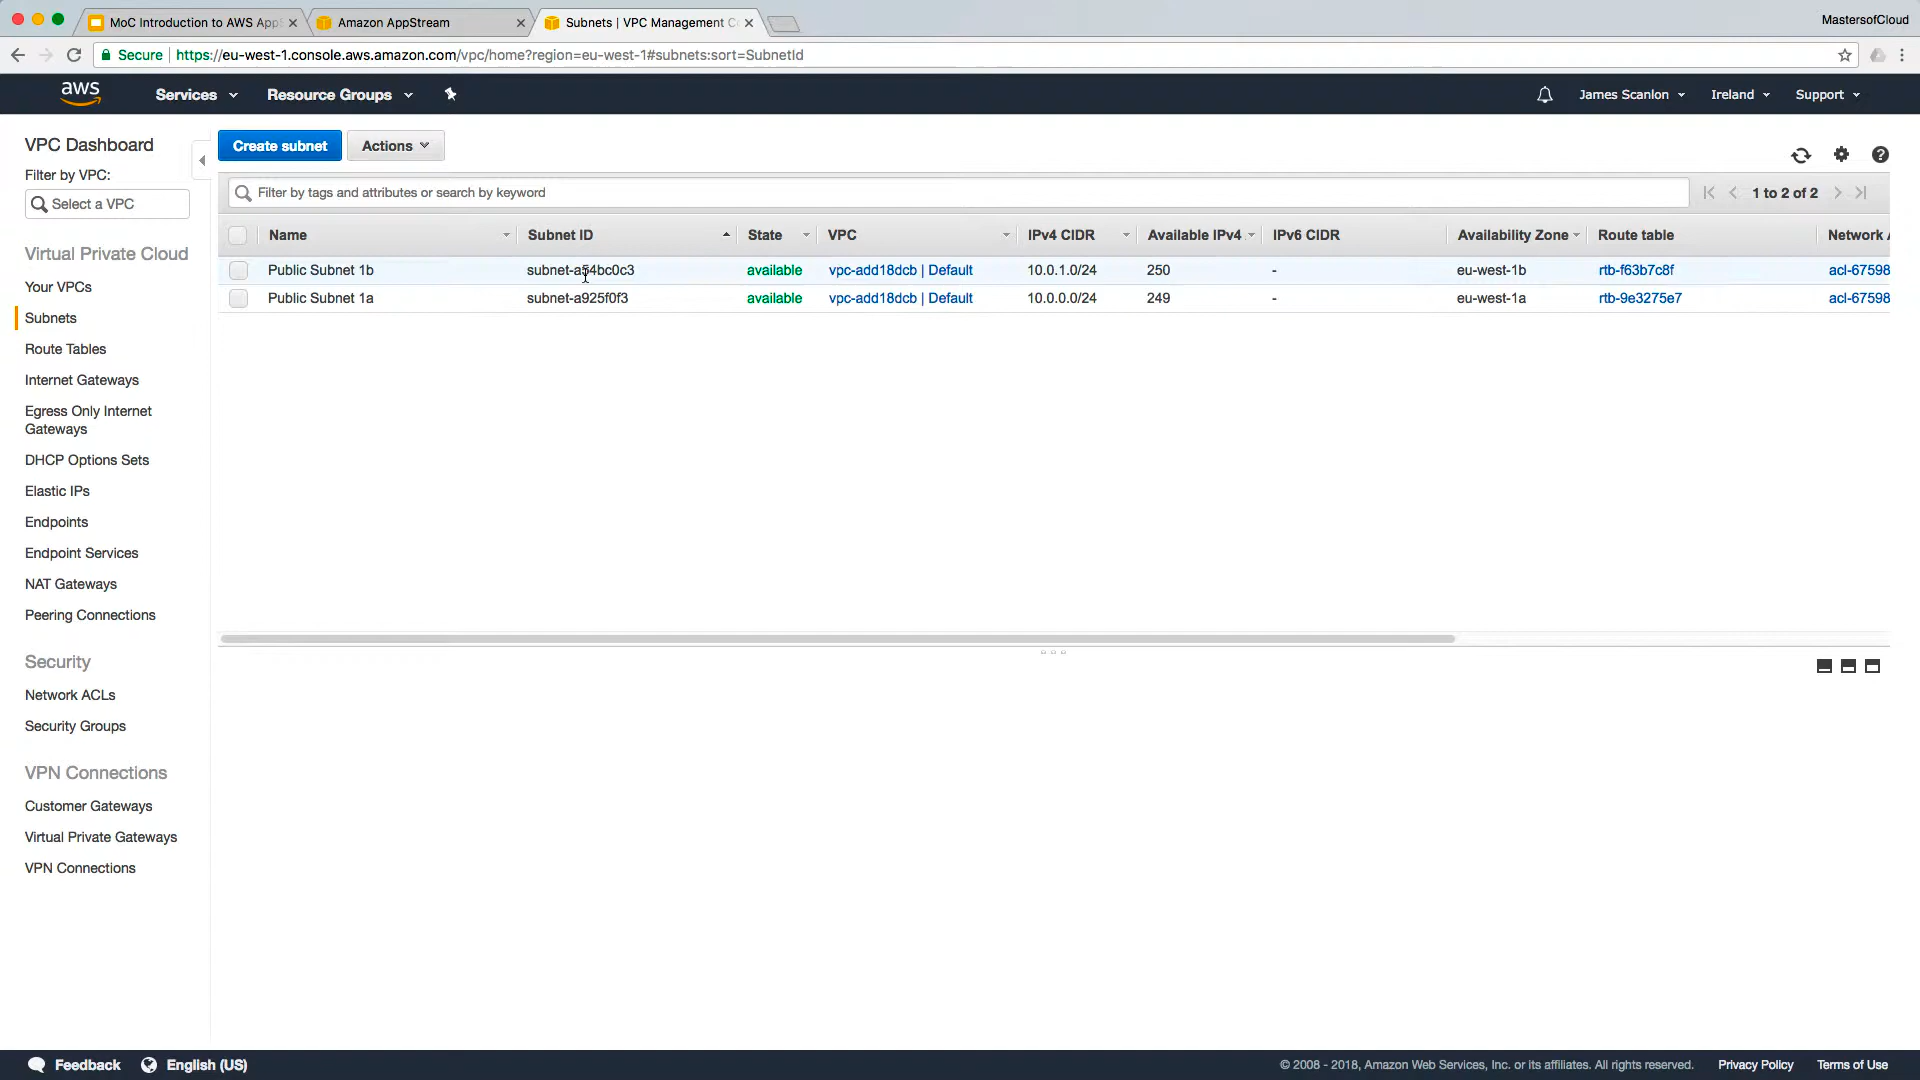 MoC Introduction to AWS App
Amazon AppStream
Subnets | VPC Management C
MastersofCloud
Secure
https://eu-west-1.console.aws.amazon.com/vpc/home?region=eu-west-1#subnets:sort=SubnetId
aws
Services
Resource Groups
James Scanlon
Ireland
Support
VPC Dashboard
Filter by VPC:
Select a VPC
Virtual Private Cloud
Your VPCs
Subnets
Route Tables
Internet Gateways
Egress Only Internet
Gateways
DHCP Options Sets
Elastic IPs
Endpoints
Endpoint Services
NAT Gateways
Peering Connections
Security
Network ACLs
Security Groups
VPN Connections
Customer Gateways
Virtual Private Gateways
VPN Connections
Create subnet
Actions
Filter by tags and attributes or search by keyword
1 to 2 of 2
Name Subnet ID State VPC IPv4 CIDR Available IPv4 IPv6 CIDR Availability Zone Route table Network A
Public Subnet 1b subnet-a54bc0c3 available vpc-add18dcb | Default 10.0.1.0/24 250 - eu-west-1b rtb-f63b7c8f acl-67598
Public Subnet 1a subnet-a925f0f3 available vpc-add18dcb | Default 10.0.0.0/24 249 - eu-west-1a rtb-9e3275e7 acl-67598
Feedback
English (US)
© 2008 - 2018, Amazon Web Services, Inc. or its affiliates. All rights reserved.
Privacy Policy
Terms of Use